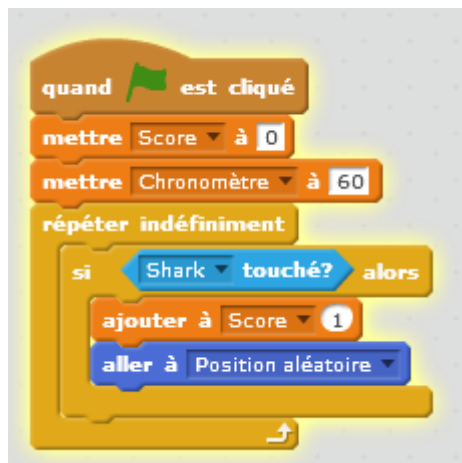 quand est cliqué
mettre Score à 0
mettre Chronomètre à 60
répéter indéfiniment
si Shark touché? alors
ajouter à Score 1
aller à Position aléatoire